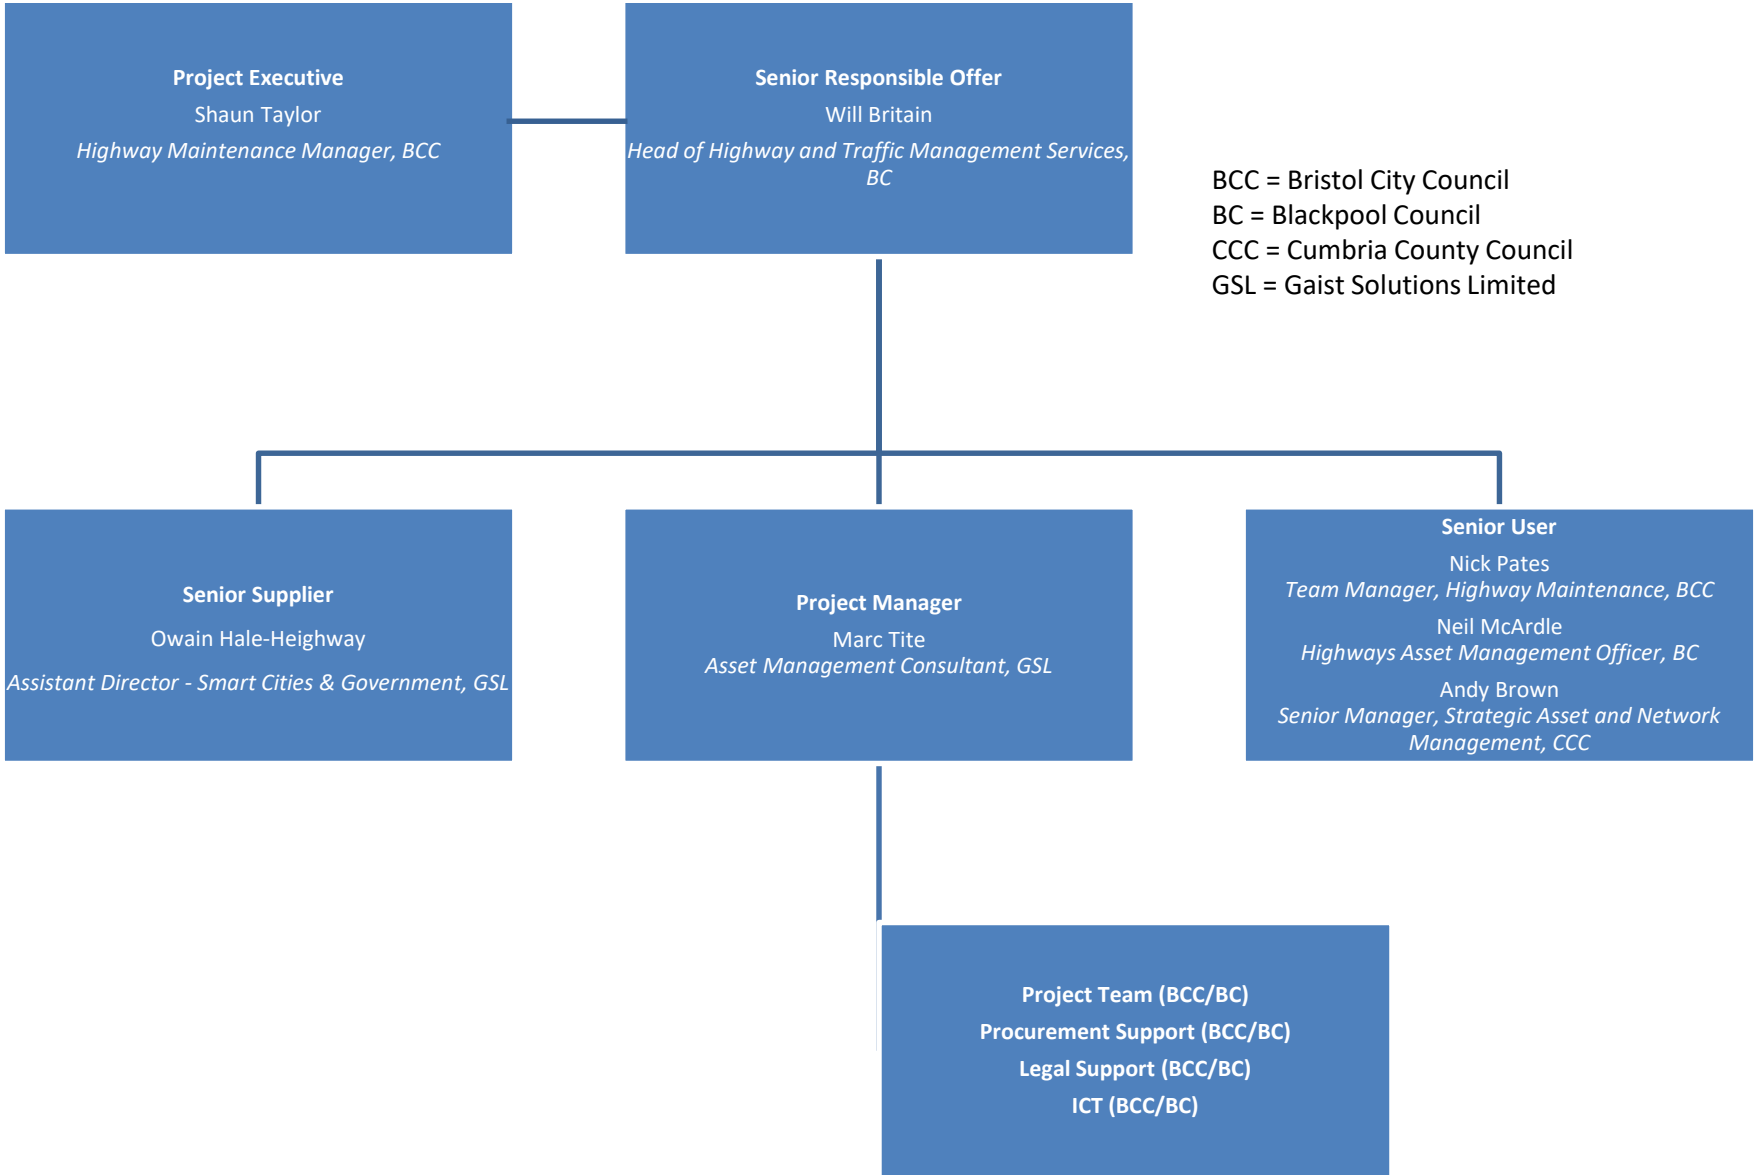 Project Executive
Shaun Taylor
Highway Maintenance Manager, BCC
Senior Responsible Offer
Will Britain
Head of Highway and Traffic Management Services,
BC
BCC = Bristol City Council
BC = Blackpool Council
CCC = Cumbria County Council
GSL = Gaist Solutions Limited
Senior Supplier
Owain Hale-Heighway
Assistant Director - Smart Cities & Government, GSL
Project Manager
Marc Tite
Asset Management Consultant, GSL
Senior User
Nick Pates
Team Manager, Highway Maintenance, BCC
Neil McArdle
Highways Asset Management Officer, BC
Andy Brown
Senior Manager, Strategic Asset and Network
Management, CCC
Project Team (BCC/BC)
Procurement Support (BCC/BC)
Legal Support (BCC/BC)
ICT (BCC/BC)